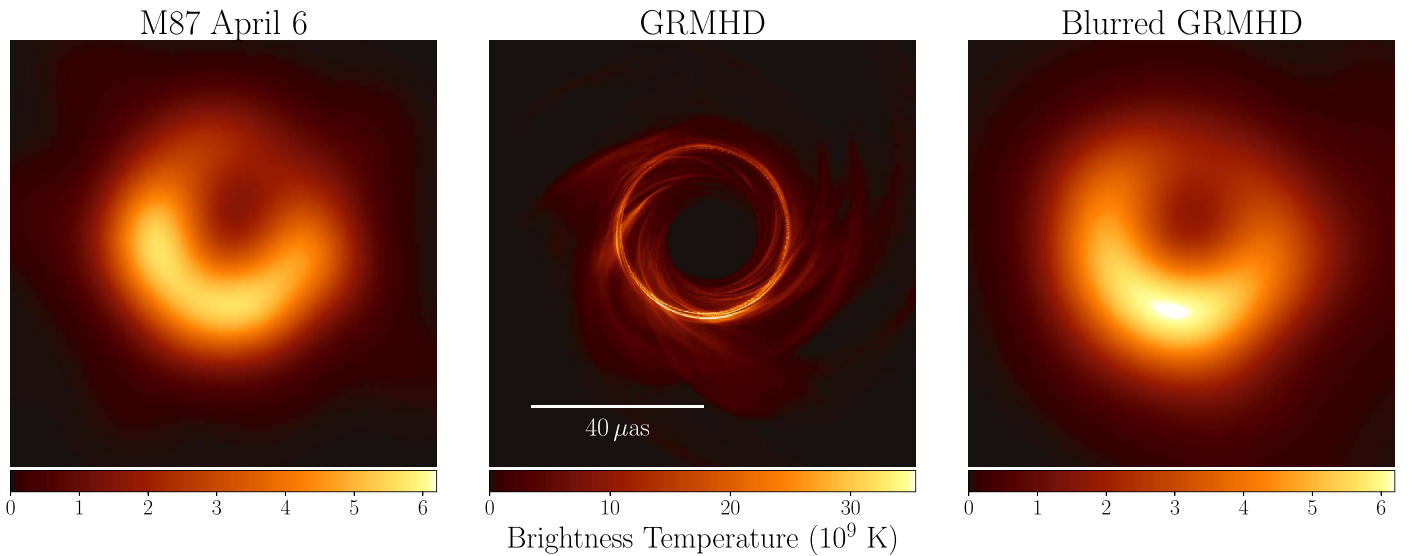 M87 April 6
GRMHD
Blurred GRMHD
40 μas
0 1 2 3 4 5 6
0 10 20 30
0 1 2 3 4 5 6
Brightness Temperature (10⁹ K)